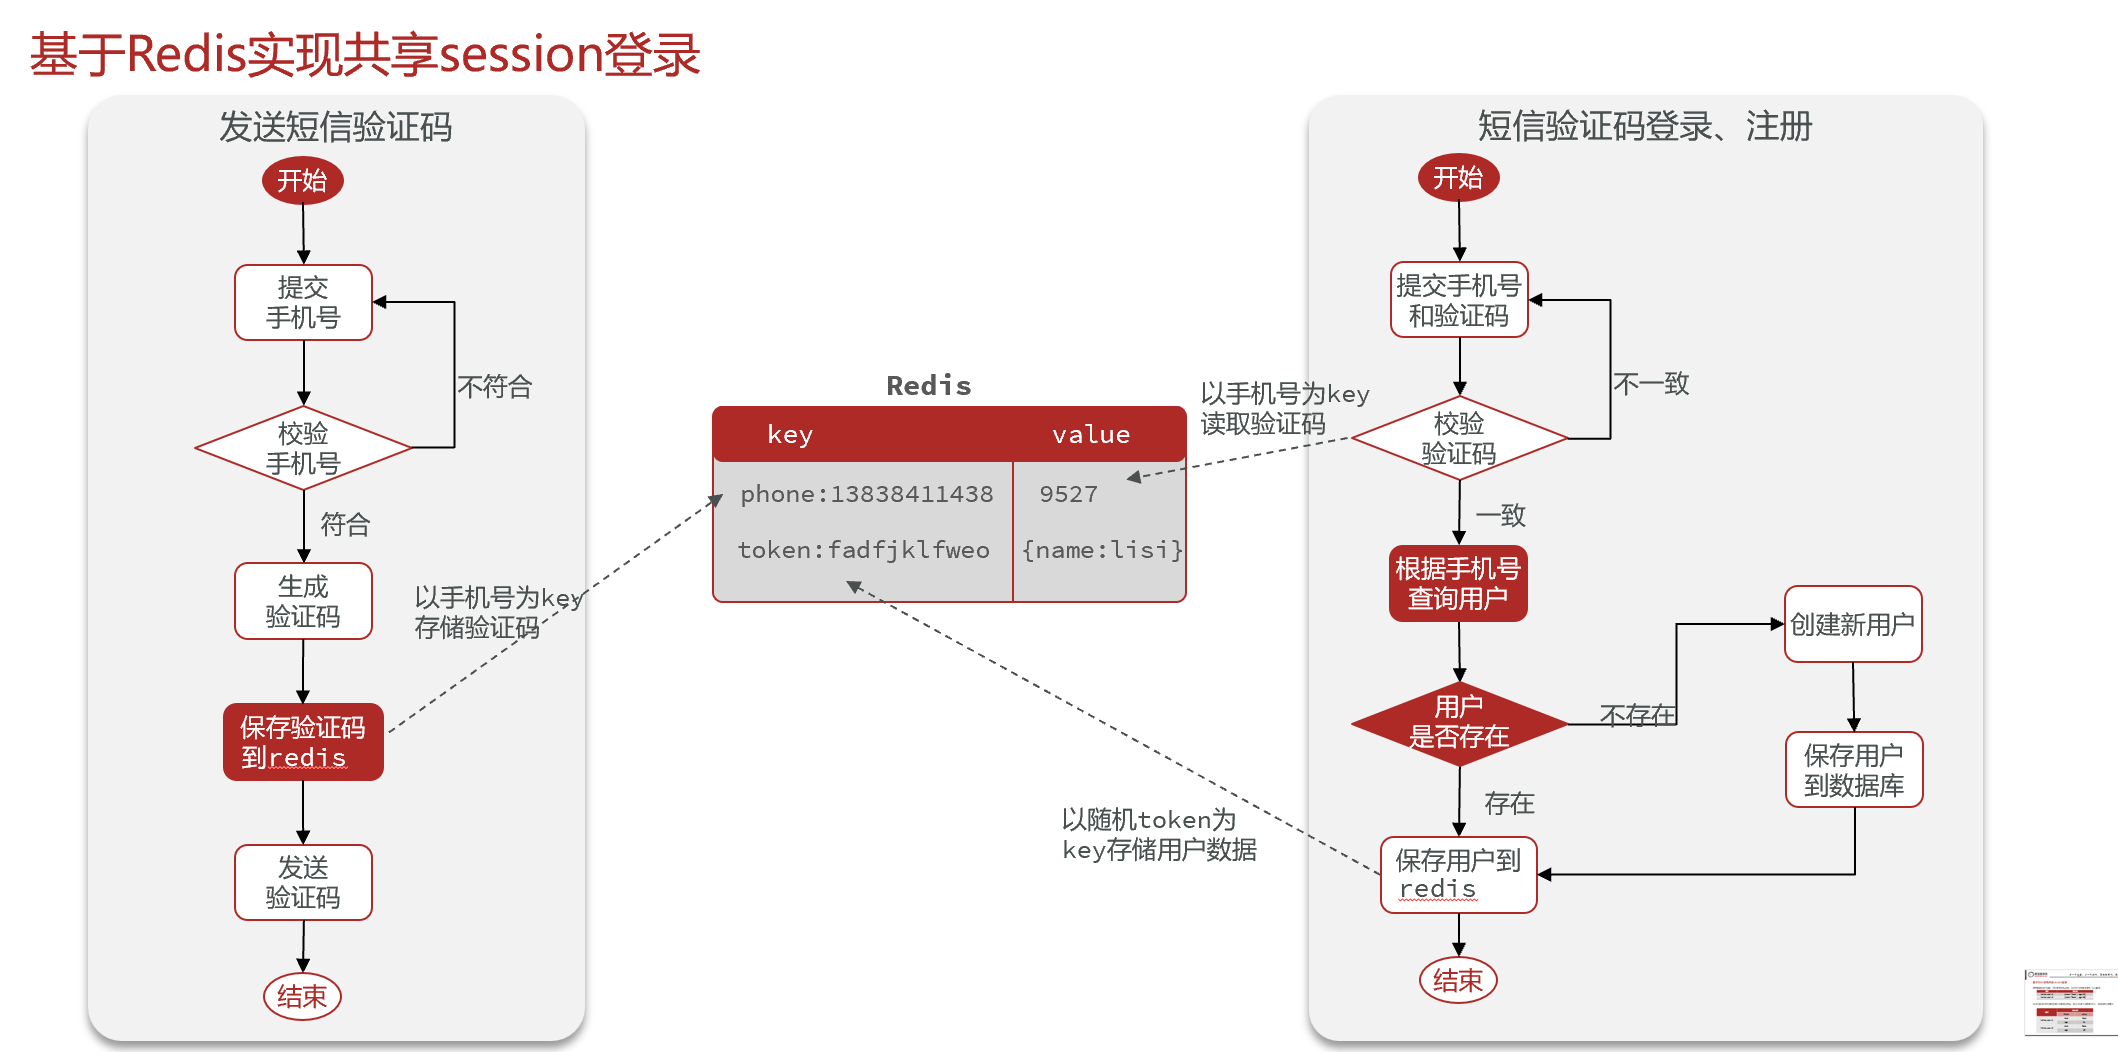 基于Redis实现共享session登录
发送短信验证码
开始
提交
手机号
不符合
校验
手机号
符合
生成
验证码
以手机号为key
存储验证码
保存验证码
到redis
发送
验证码
结束
Redis
key
value
phone:13838411438
9527
token:fadfjklfweo
{name:lisi}
以手机号为key
读取验证码
以随机token为
key存储用户数据
短信验证码登录、注册
开始
提交手机号
和验证码
不一致
校验
验证码
一致
根据手机号
查询用户
用户
是否存在
不存在
创建新用户
保存用户
到数据库
存在
保存用户到
redis
结束